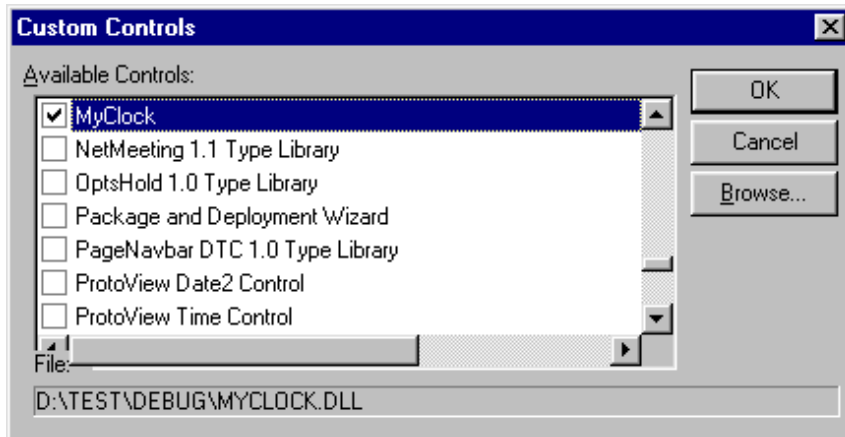 Custom Controls
Available Controls:
MyClock
NetMeeting 1.1 Type Library
OptsHold 1.0 Type Library
Package and Deployment Wizard
PageNavbar DTC 1.0 Type Library
ProtoView Date2 Control
ProtoView Time Control
OK
Cancel
Browse...
File:
D:\TEST\DEBUG\MYCLOCK.DLL